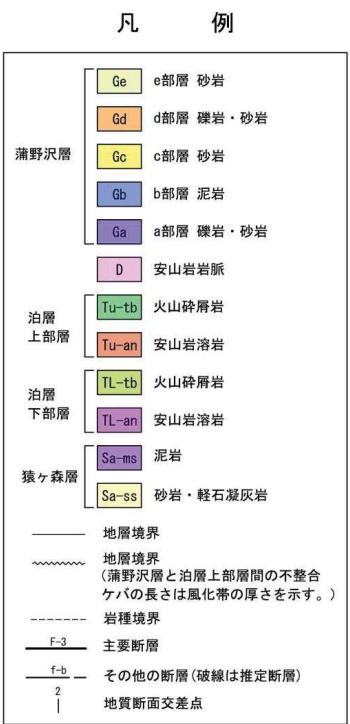 凡 例
蒲野沢層
Ge e部層 砂岩
Gd d部層 礫岩・砂岩
Gc c部層 砂岩
Gb b部層 泥岩
Ga a部層 礫岩・砂岩
D 安山岩岩脈
泊層
上部層
Tu-tb 火山砕屑岩
Tu-an 安山岩溶岩
泊層
下部層
TL-tb 火山砕屑岩
TL-an 安山岩溶岩
猿ヶ森層
Sa-ms 泥岩
Sa-ss 砂岩・軽石凝灰岩
地層境界
地層境界
(蒲野沢層と泊層上部層間の不整合
ケバの長さは風化帯の厚さを示す。)
岩種境界
F-3 主要断層
f-b その他の断層(破線は推定断層)
2 地質断面交差点